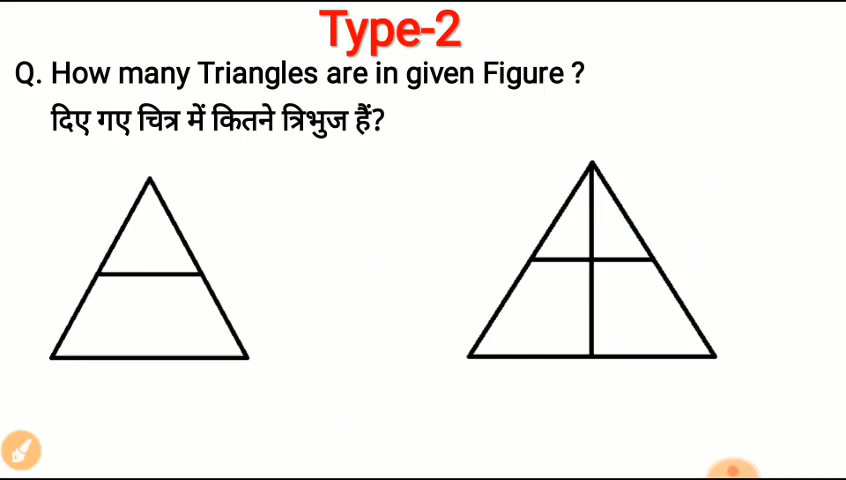 Type-2
Q. How many Triangles are in given Figure ?
दिए गए चित्र में कितने त्रिभुज हैं?